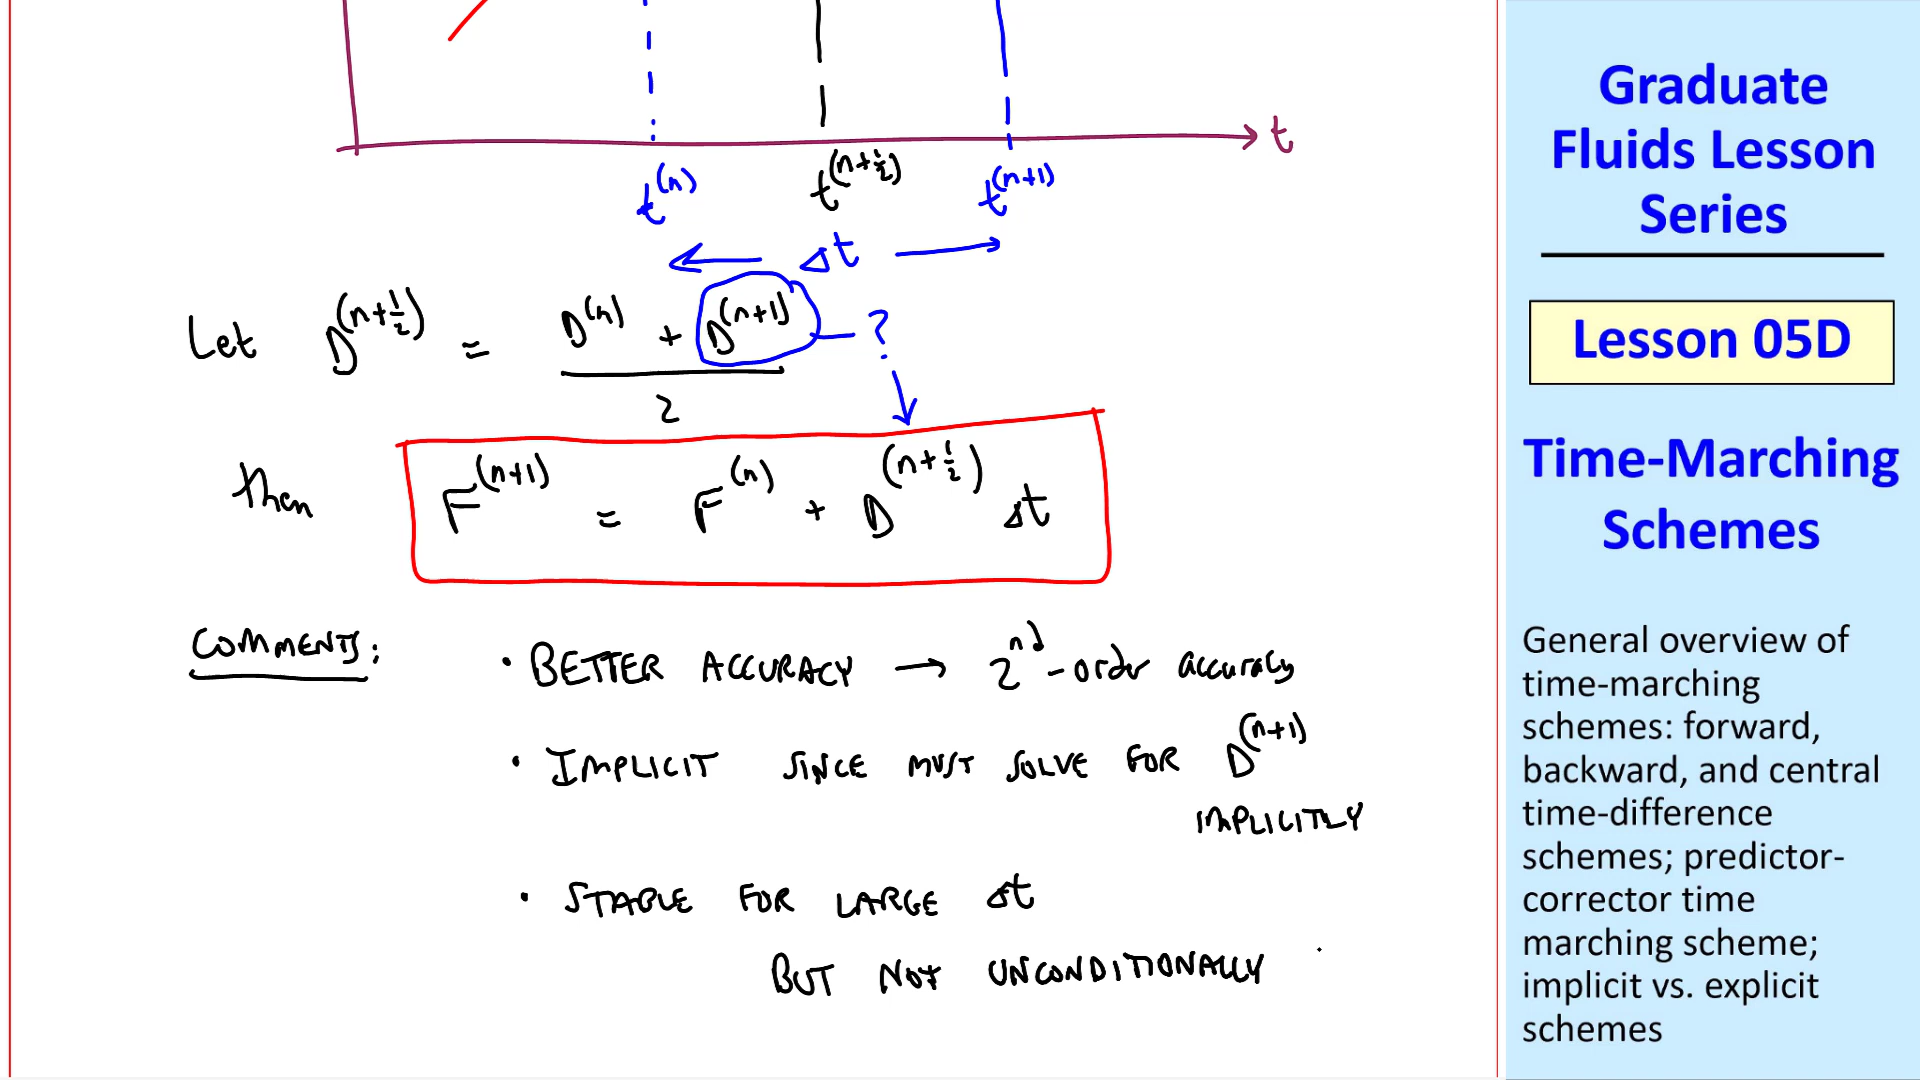 t
t^(n) t^(n+1/2) t^(n+1)
Δt
Let D^(n+1/2) = (D^(n) + D^(n+1))/2 ?
then F^(n+1) = F^(n) + D^(n+1/2) Δt
COMMENTS: • BETTER ACCURACY → 2^nd-order accuracy
• IMPLICIT SINCE MUST SOLVE FOR D^(n+1)
IMPLICITLY
• STABLE FOR LARGE Δt
BUT NOT UNCONDITIONALLY
Graduate
Fluids Lesson
Series
Lesson 05D
Time-Marching
Schemes
General overview of
time-marching
schemes: forward,
backward, and central
time-difference
schemes; predictor-
corrector time
marching scheme;
implicit vs. explicit
schemes